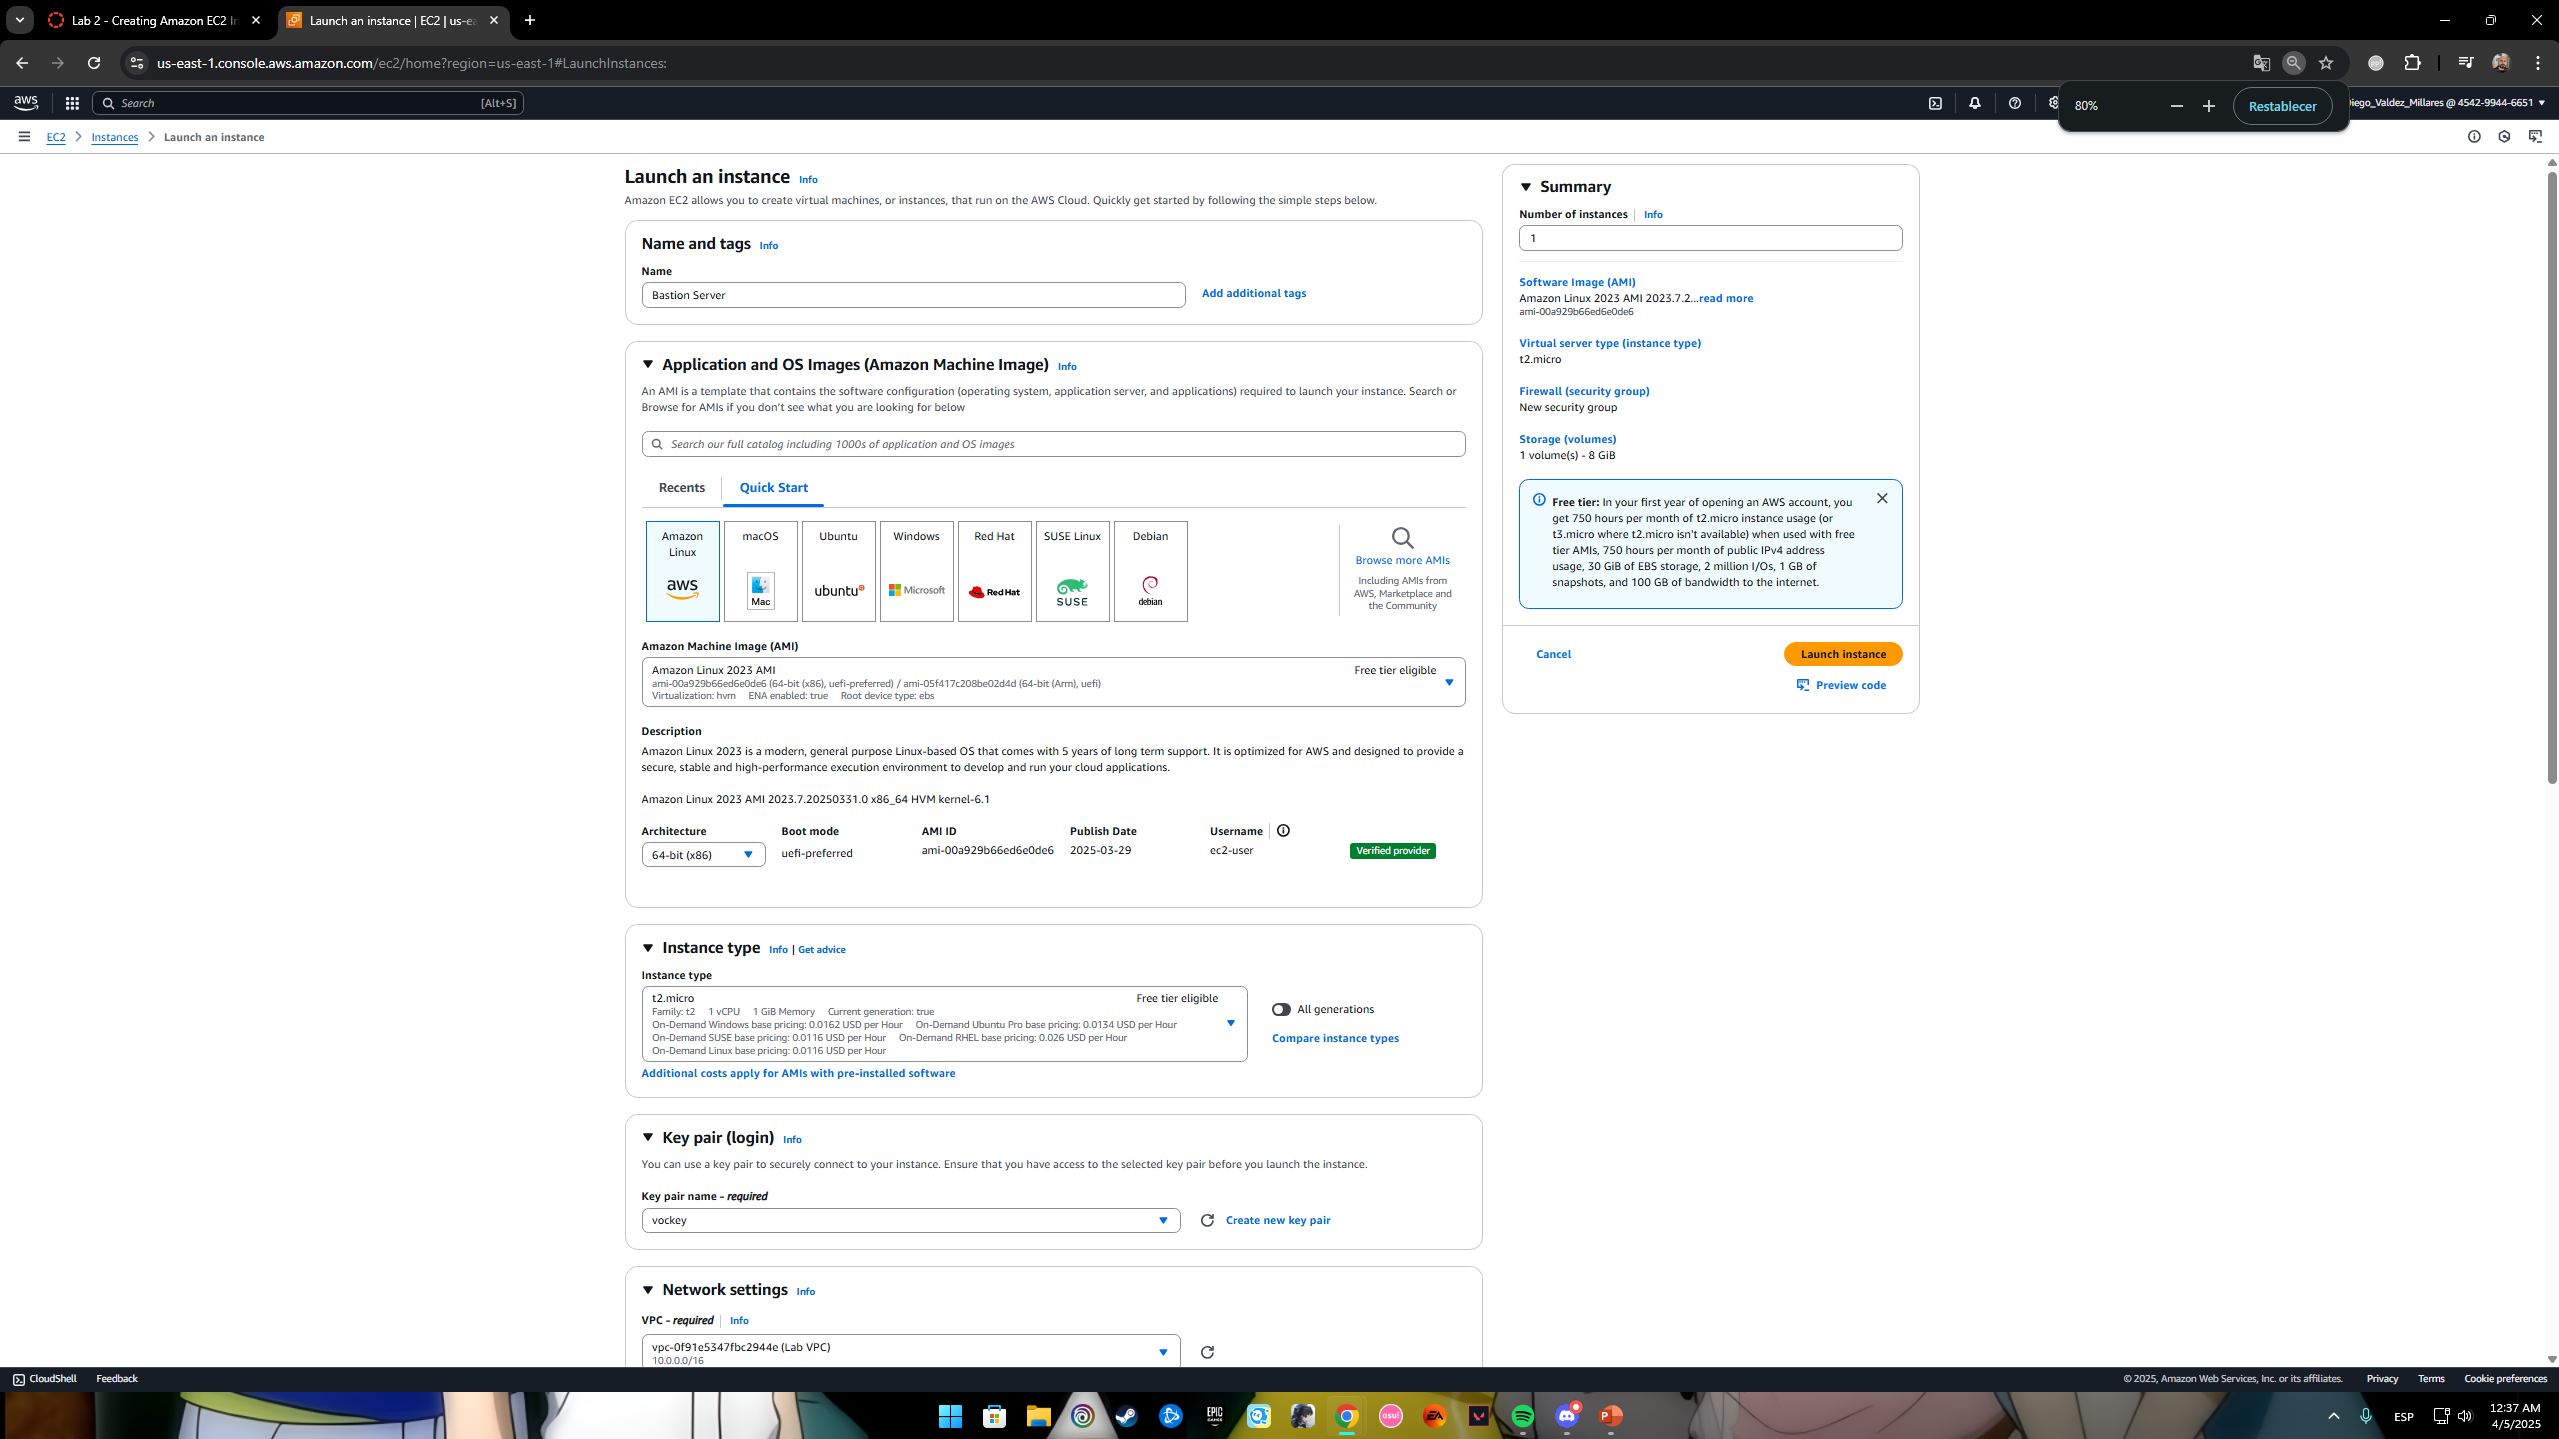 Lab 2 - Creating Amazon EC2 In
Launch an instance | EC2 | us-ea
us-east-1.console.aws.amazon.com/ec2/home?region=us-east-1#LaunchInstances:
aws
Search
[Alt+S]
80%
Restablecer
iego_Valdez_Millares @ 4542-9944-6651
EC2
Instances
Launch an instance
Launch an instance Info
Amazon EC2 allows you to create virtual machines, or instances, that run on the AWS Cloud. Quickly get started by following the simple steps below.
Name and tags Info
Name
Bastion Server
Add additional tags
Application and OS Images (Amazon Machine Image) Info
An AMI is a template that contains the software configuration (operating system, application server, and applications) required to launch your instance. Search or
Browse for AMIs if you don't see what you are looking for below
Search our full catalog including 1000s of application and OS images
Recents
Quick Start
Amazon
Linux
aws
macOS
Mac
Ubuntu
ubuntu
Windows
Microsoft
Red Hat
Red Hat
SUSE Linux
SUSE
Debian
debian
Browse more AMIs
Including AMIs from
AWS, Marketplace and
the Community
Amazon Machine Image (AMI)
Amazon Linux 2023 AMI
Free tier eligible
ami-00a929b66ed6e0de6 (64-bit (x86), uefi-preferred) / ami-05f417c208be02d4d (64-bit (Arm), uefi)
Virtualization: hvm ENA enabled: true Root device type: ebs
Description
Amazon Linux 2023 is a modern, general purpose Linux-based OS that comes with 5 years of long term support. It is optimized for AWS and designed to provide a
secure, stable and high-performance execution environment to develop and run your cloud applications.
Amazon Linux 2023 AMI 2023.7.20250331.0 x86_64 HVM kernel-6.1
Architecture
64-bit (x86)
Boot mode
uefi-preferred
AMI ID
ami-00a929b66ed6e0de6
Publish Date
2025-03-29
Username
ec2-user
Verified provider
Instance type Info | Get advice
Instance type
t2.micro
Free tier eligible
Family: t2 1 vCPU 1 GiB Memory Current generation: true
On-Demand Windows base pricing: 0.0162 USD per Hour On-Demand Ubuntu Pro base pricing: 0.0134 USD per Hour
On-Demand SUSE base pricing: 0.0116 USD per Hour On-Demand RHEL base pricing: 0.026 USD per Hour
On-Demand Linux base pricing: 0.0116 USD per Hour
All generations
Compare instance types
Additional costs apply for AMIs with pre-installed software
Key pair (login) Info
You can use a key pair to securely connect to your instance. Ensure that you have access to the selected key pair before you launch the instance.
Key pair name - required
vockey
Create new key pair
Network settings Info
VPC - required Info
vpc-0f91e5347fbc2944e (Lab VPC)
10.0.0.0/16
Summary
Number of instances Info
1
Software Image (AMI)
Amazon Linux 2023 AMI 2023.7.2...read more
ami-00a929b66ed6e0de6
Virtual server type (instance type)
t2.micro
Firewall (security group)
New security group
Storage (volumes)
1 volume(s) - 8 GiB
Free tier: In your first year of opening an AWS account, you
get 750 hours per month of t2.micro instance usage (or
t3.micro where t2.micro isn't available) when used with free
tier AMIs, 750 hours per month of public IPv4 address
usage, 30 GiB of EBS storage, 2 million I/Os, 1 GB of
snapshots, and 100 GB of bandwidth to the internet.
Cancel
Launch instance
Preview code
CloudShell
Feedback
© 2025, Amazon Web Services, Inc. or its affiliates.
Privacy
Terms
Cookie preferences
EPIC
GAMES
osu!
EA
ESP
12:37 AM
4/5/2025